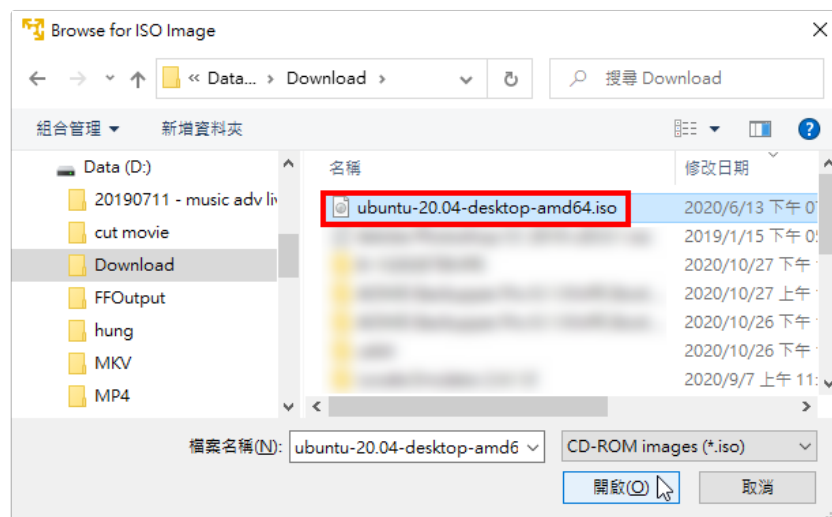 Browse for ISO Image
« Data... › Download ›
搜尋 Download
組合管理
新增資料夾
Data (D:)
20190711 - music adv liv
cut movie
Download
FFOutput
hung
MKV
MP4
名稱
修改日期
ubuntu-20.04-desktop-amd64.iso
2020/6/13 下午 0
2019/1/15 下午 0
2020/10/27 下午
2020/10/27 上午
2020/10/26 下午
2020/10/26 下午
2020/9/7 上午 11:
檔案名稱(N):
ubuntu-20.04-desktop-amd6
CD-ROM images (*.iso)
開啟(O)
取消